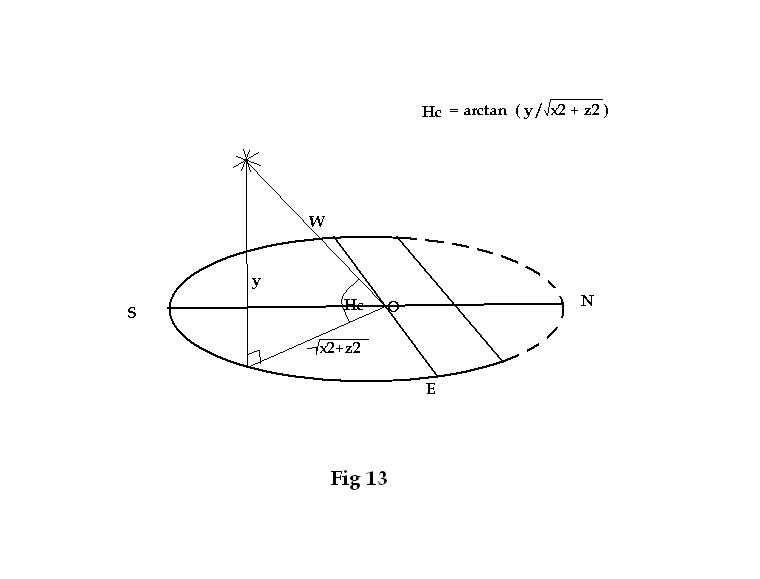 Hc = arctan ( y/√x2 + z2 )
W
y
S
N
Hc
O
√x2+z2
E
Fig 13